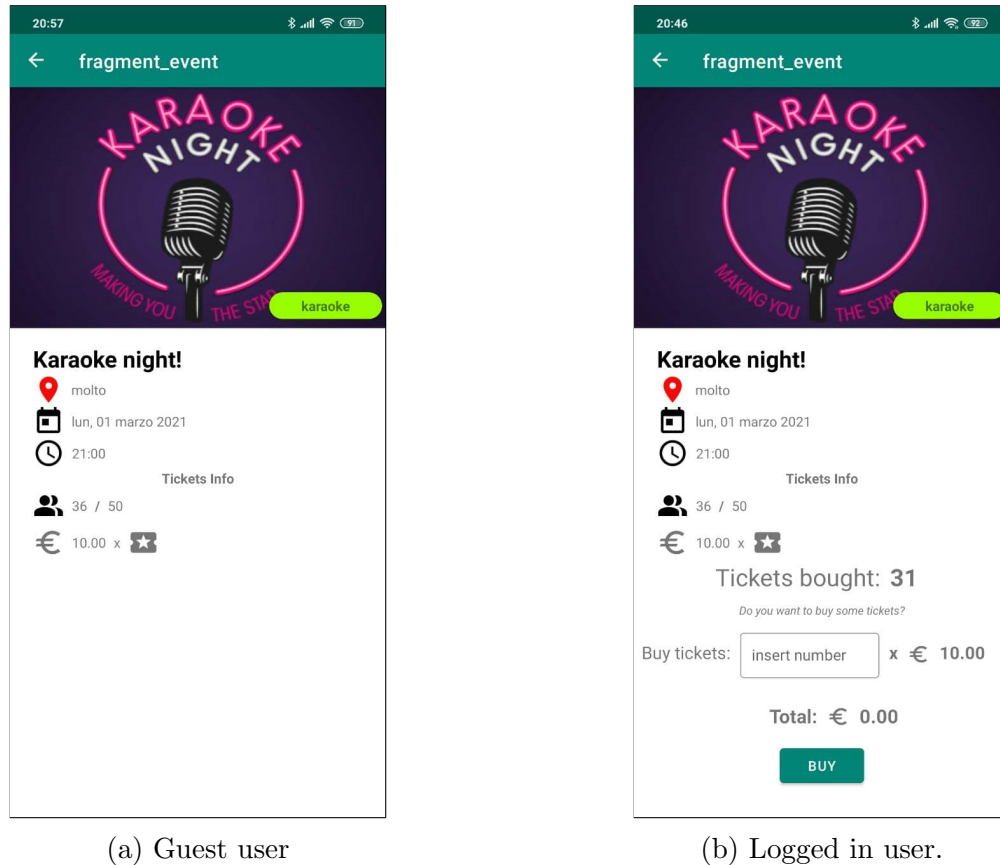 20:57
91
fragment_event
KARAOKE
NIGHT
MAKING YOU THE STAR
karaoke
Karaoke night!
molto
lun, 01 marzo 2021
21:00
Tickets Info
36 / 50
€ 10.00 x
(a) Guest user
20:46
92
fragment_event
KARAOKE
NIGHT
MAKING YOU THE STAR
karaoke
Karaoke night!
molto
lun, 01 marzo 2021
21:00
Tickets Info
36 / 50
€ 10.00 x
Tickets bought: 31
Do you want to buy some tickets?
Buy tickets: insert number x € 10.00
Total: € 0.00
BUY
(b) Logged in user.